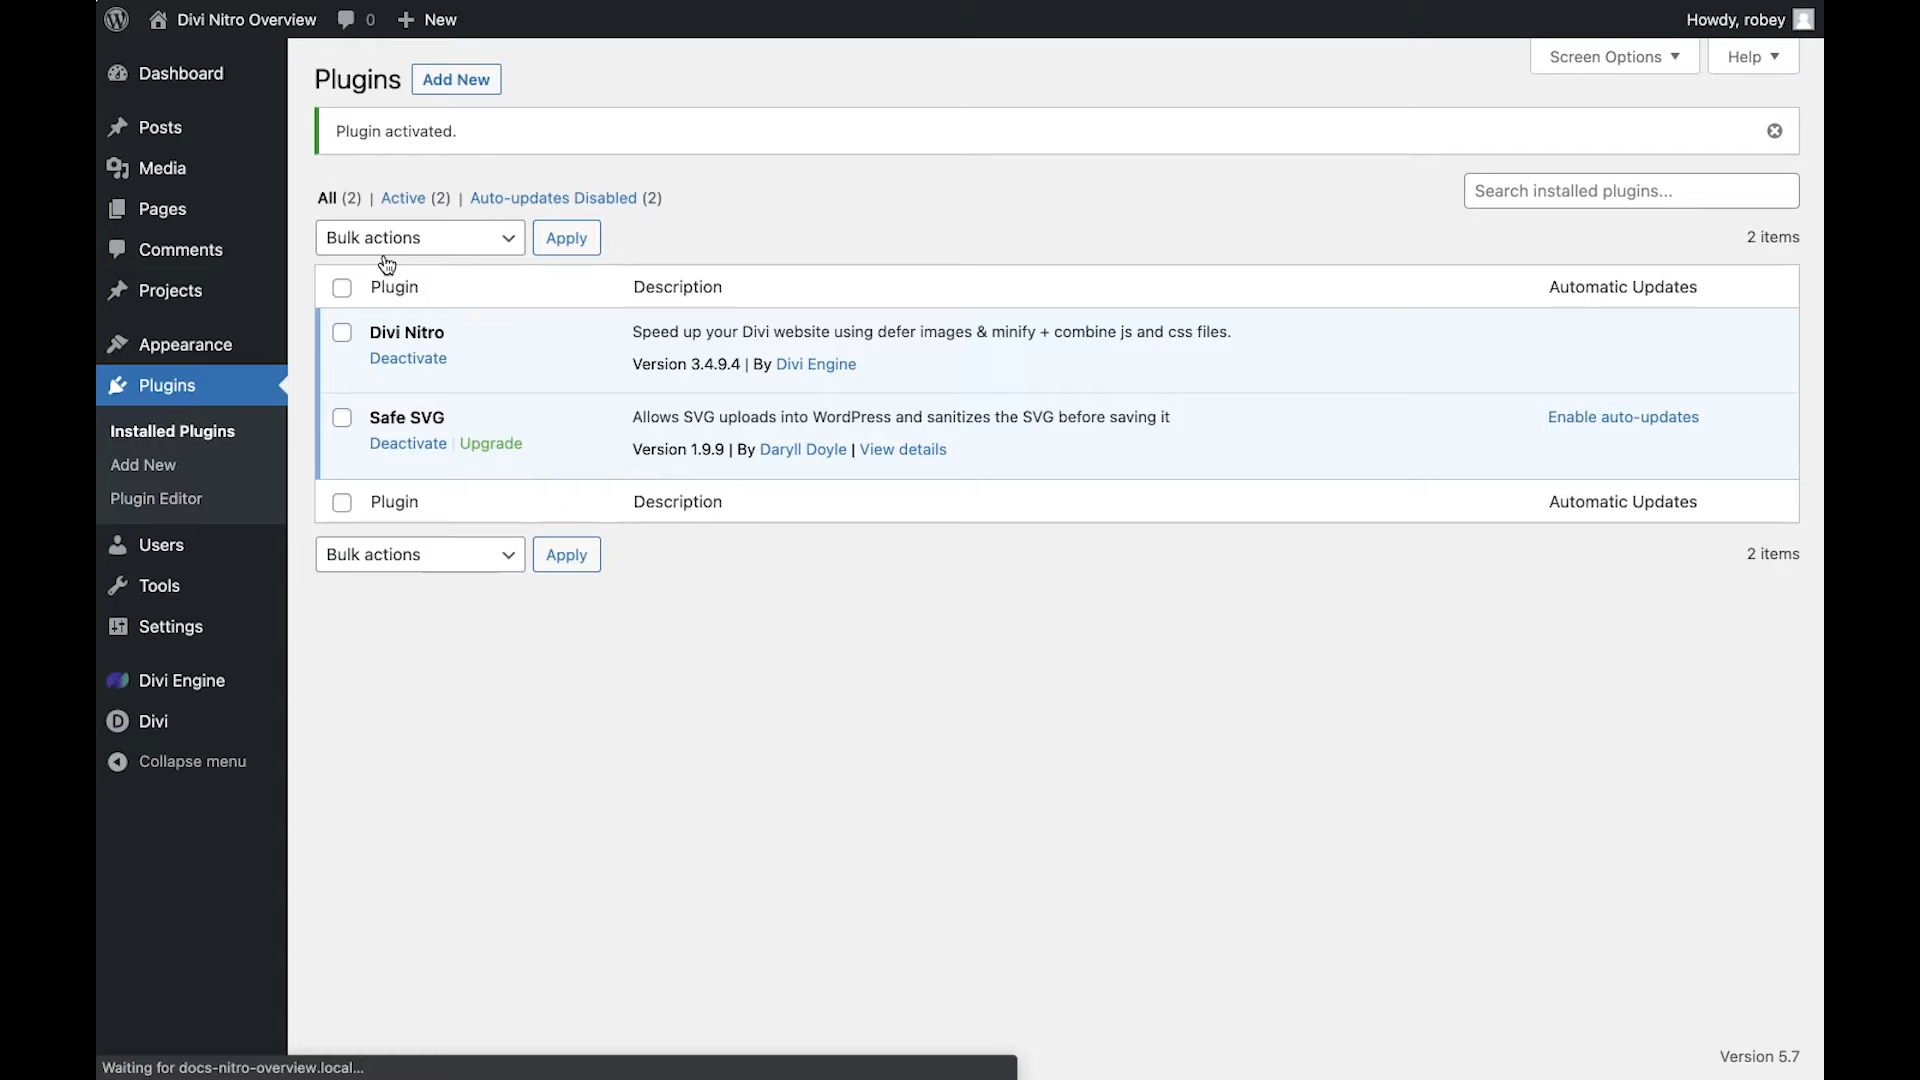 Divi Nitro Overview 0 New Howdy, robey
Screen Options Help
Dashboard
Posts
Media
Pages
Comments
Projects
Appearance
Plugins
Installed Plugins
Add New
Plugin Editor
Users
Tools
Settings
Divi Engine
D Divi
Collapse menu
Plugins Add New
Plugin activated.
All (2) | Active (2) | Auto-updates Disabled (2)
Search installed plugins...
Bulk actions Apply
2 items
Plugin Description Automatic Updates
Divi Nitro Speed up your Divi website using defer images & minify + combine js and css files.
Deactivate Version 3.4.9.4 | By Divi Engine
Safe SVG Allows SVG uploads into WordPress and sanitizes the SVG before saving it Enable auto-updates
Deactivate | Upgrade Version 1.9.9 | By Daryll Doyle | View details
Plugin Description Automatic Updates
Bulk actions Apply
2 items
Version 5.7
Waiting for docs-nitro-overview.local...